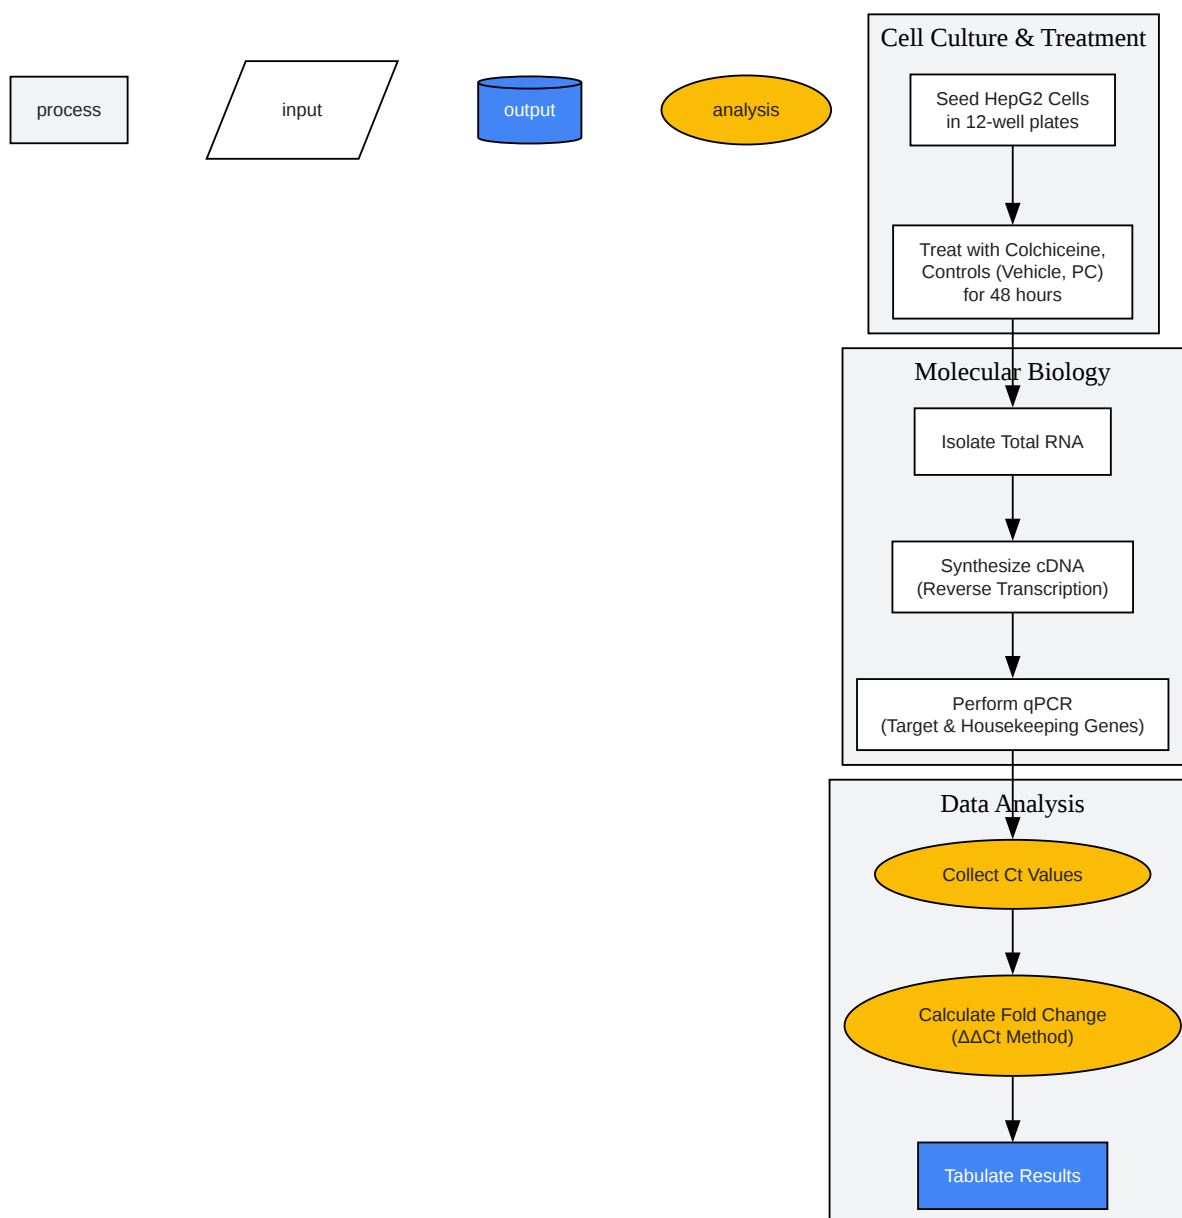 process
input
output
analysis
Cell Culture & Treatment
Seed HepG2 Cells
in 12-well plates
Treat with Colchiceine,
Controls (Vehicle, PC)
for 48 hours
Molecular Biology
Isolate Total RNA
Synthesize cDNA
(Reverse Transcription)
Perform qPCR
(Target & Housekeeping Genes)
Data Analysis
Collect Ct Values
Calculate Fold Change
(ΔΔCt Method)
Tabulate Results